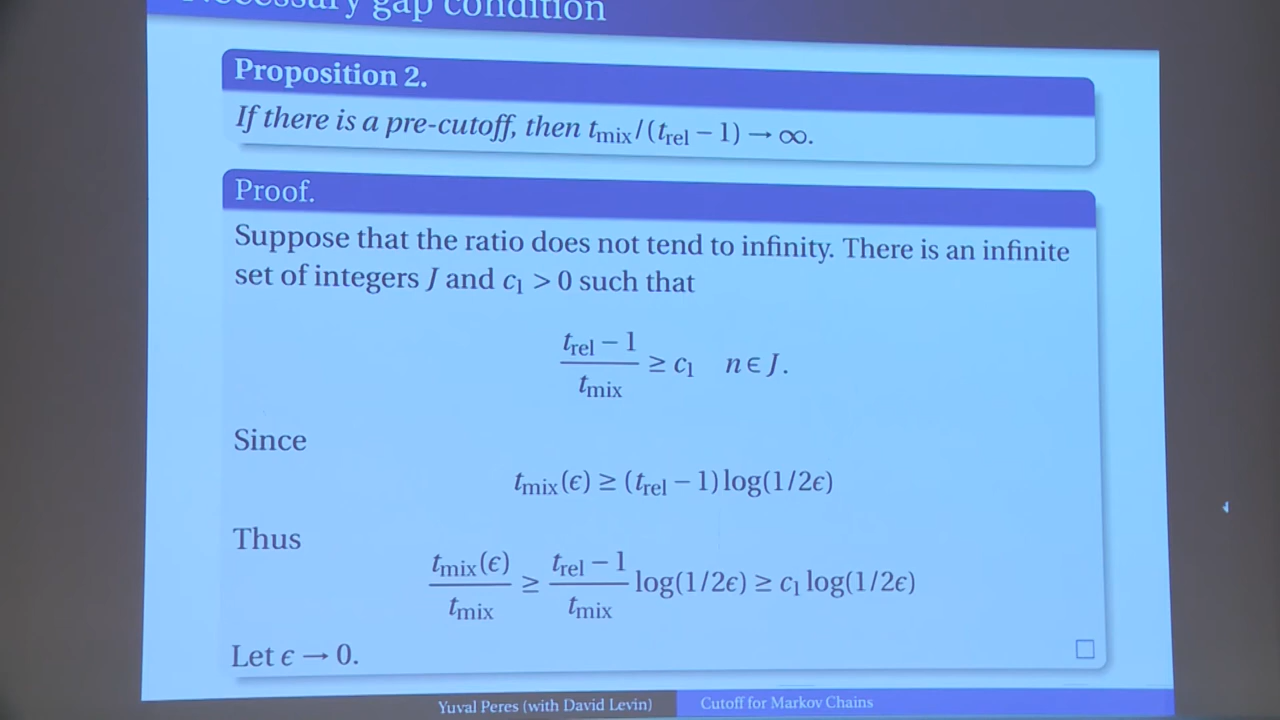 Necessary gap condition
Proposition 2.
If there is a pre-cutoff, then t_mix/(t_rel − 1) → ∞.
Proof.
Suppose that the ratio does not tend to infinity. There is an infinite
set of integers J and c₁ > 0 such that
(t_rel − 1)/t_mix ≥ c₁ n ∈ J.
Since
t_mix(ϵ) ≥ (t_rel − 1) log(1/2ϵ)
Thus
t_mix(ϵ)/t_mix ≥ (t_rel − 1)/t_mix log(1/2ϵ) ≥ c₁ log(1/2ϵ)
Let ϵ → 0.
□
Yuval Peres (with David Levin) Cutoff for Markov Chains